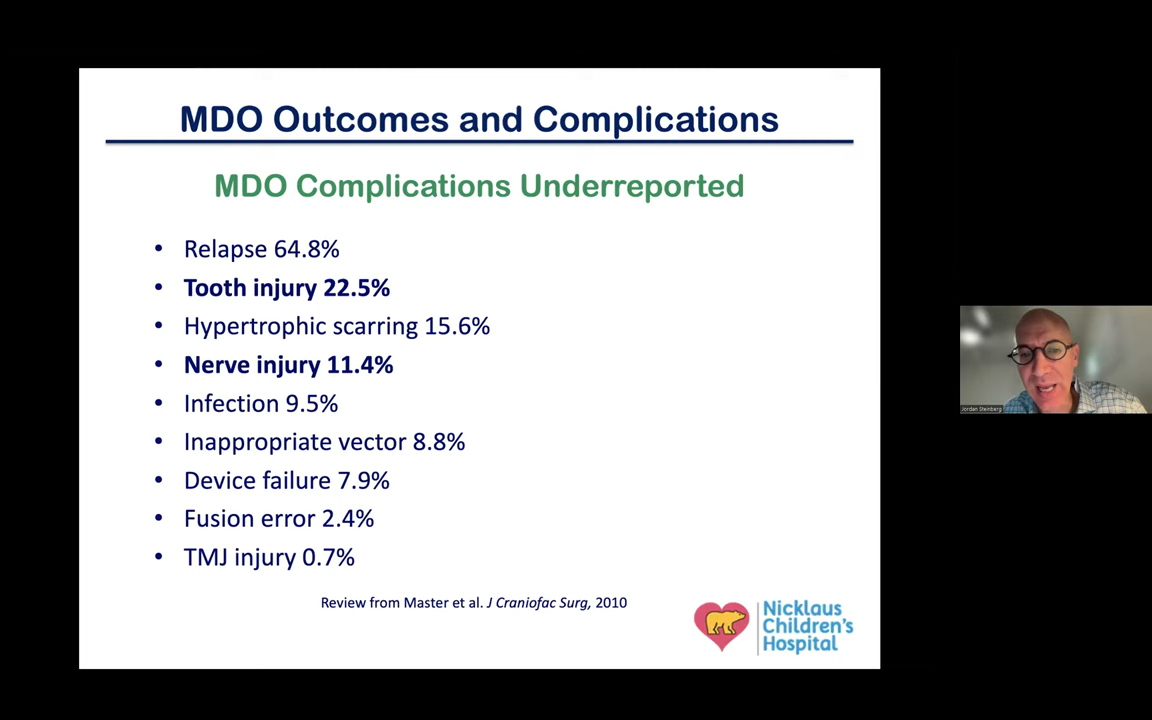 MDO Outcomes and Complications
MDO Complications Underreported
• Relapse 64.8%
• Tooth injury 22.5%
• Hypertrophic scarring 15.6%
• Nerve injury 11.4%
• Infection 9.5%
• Inappropriate vector 8.8%
• Device failure 7.9%
• Fusion error 2.4%
• TMJ injury 0.7%
Review from Master et al. J Craniofac Surg, 2010
Nicklaus
Children's
Hospital
Jordan Steinberg